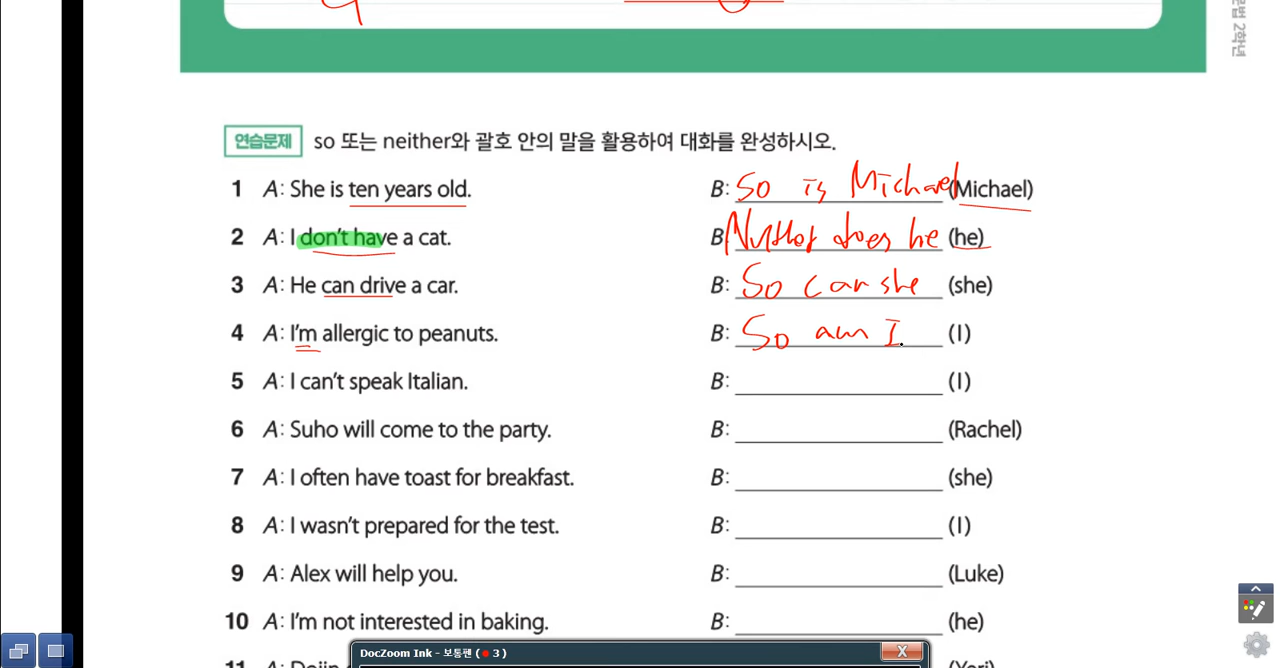 문법 2학년
연습문제 so 또는 neither와 괄호 안의 말을 활용하여 대화를 완성하시오.
1 A: She is ten years old. B: So is Michael (Michael)
2 A: I don't have a cat. B: Neither does he (he)
3 A: He can drive a car. B: So can she (she)
4 A: I'm allergic to peanuts. B: So am I (I)
5 A: I can't speak Italian. B: (I)
6 A: Suho will come to the party. B: (Rachel)
7 A: I often have toast for breakfast. B: (she)
8 A: I wasn't prepared for the test. B: (I)
9 A: Alex will help you. B: (Luke)
10 A: I'm not interested in baking. B: (he)
DocZoom Ink - 보통펜 ( 3 ) X